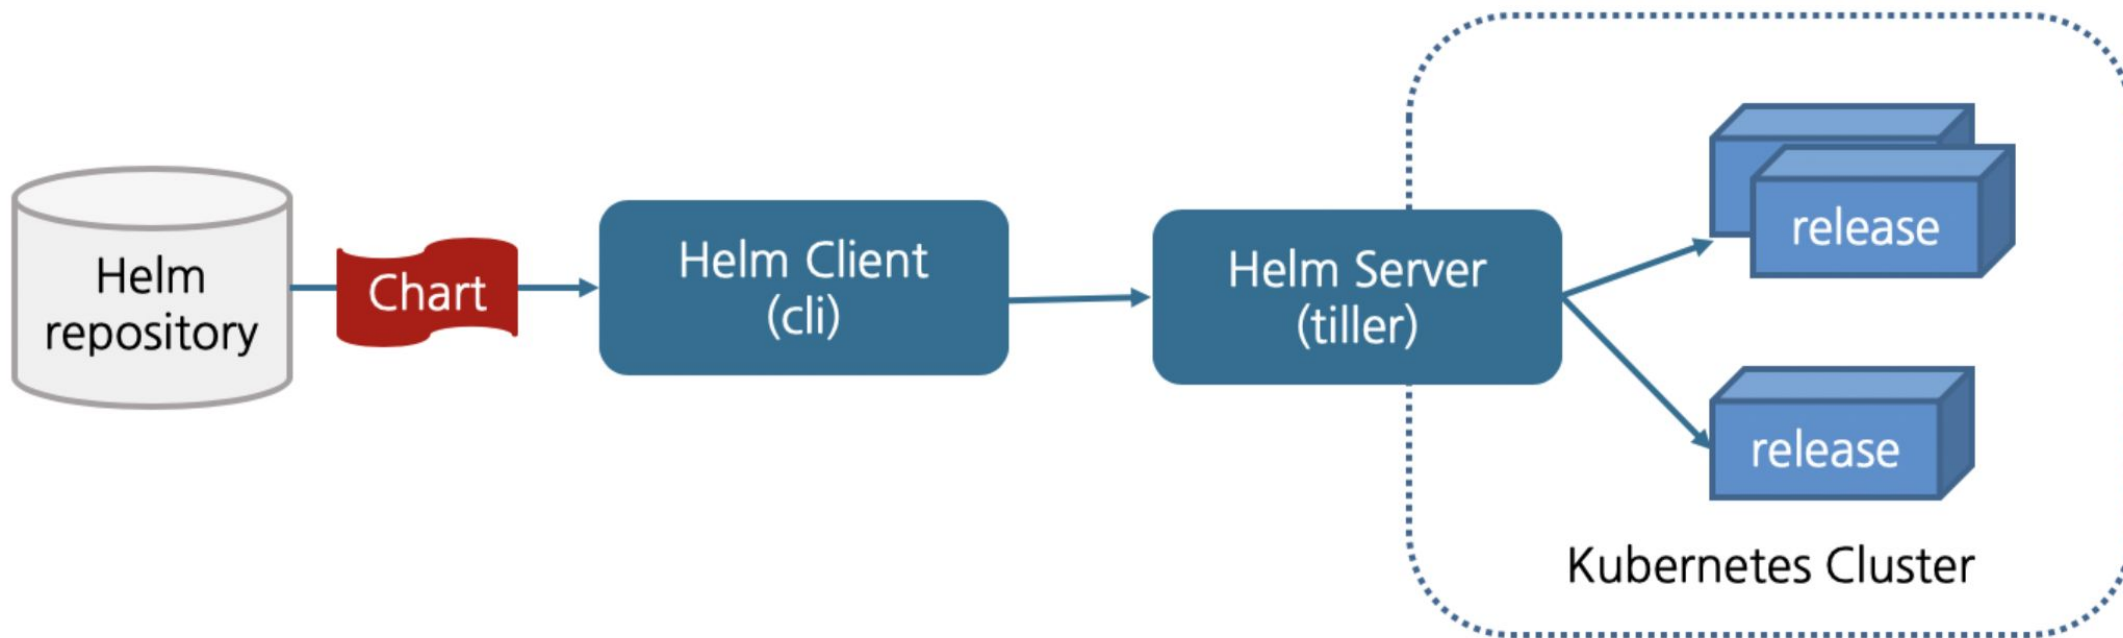 Helm
repository
Chart
Helm Client
(cli)
Helm Server
(tiller)
release
release
Kubernetes Cluster